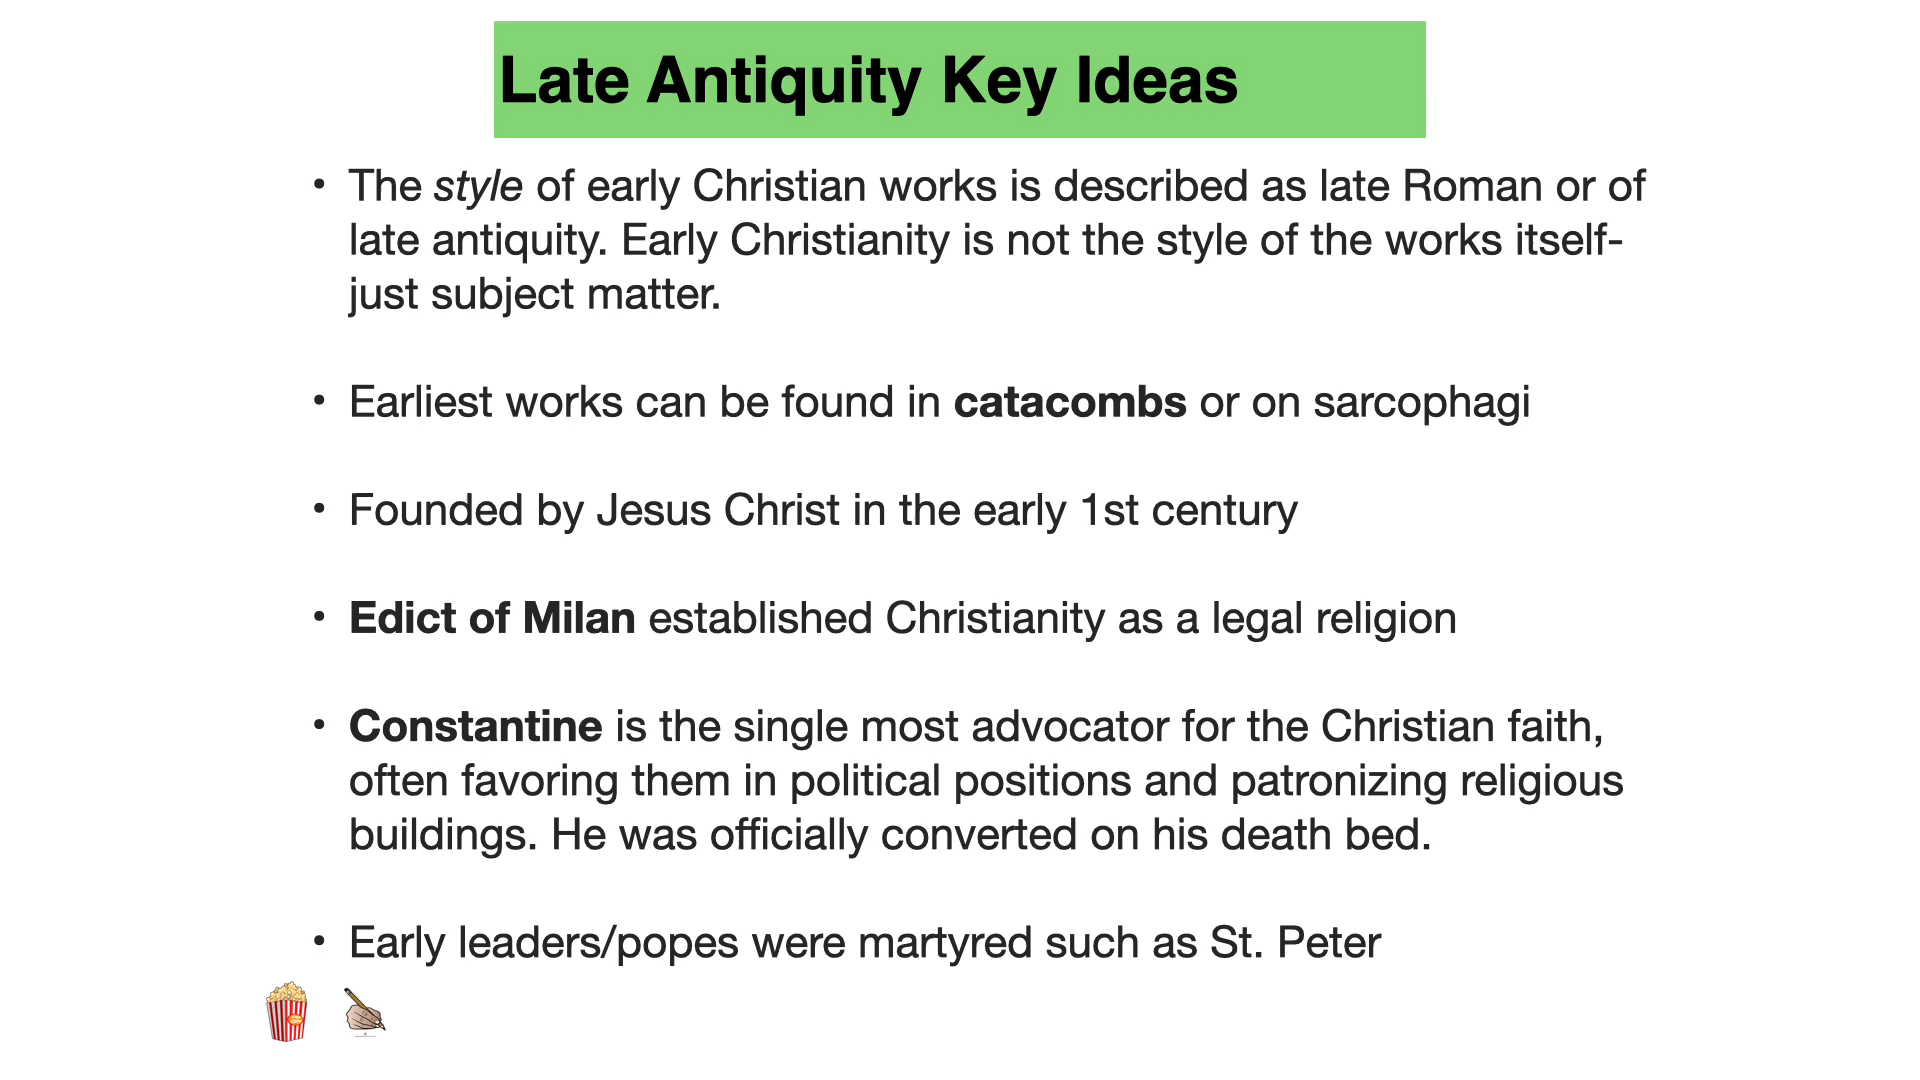 Late Antiquity Key Ideas
• The style of early Christian works is described as late Roman or of
late antiquity. Early Christianity is not the style of the works itself-
just subject matter.
• Earliest works can be found in catacombs or on sarcophagi
• Founded by Jesus Christ in the early 1st century
• Edict of Milan established Christianity as a legal religion
• Constantine is the single most advocator for the Christian faith,
often favoring them in political positions and patronizing religious
buildings. He was officially converted on his death bed.
• Early leaders/popes were martyred such as St. Peter